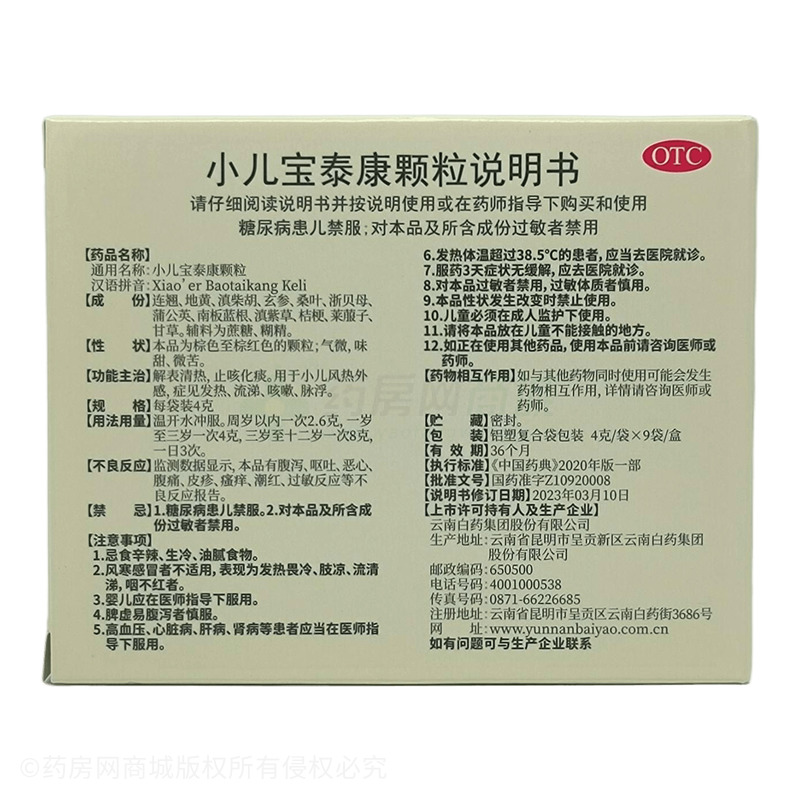 小儿宝泰康颗粒说明书
OTC
请仔细阅读说明书并按说明使用或在药师指导下购买和使用
糖尿病患儿禁服;对本品及所含成份过敏者禁用
【药品名称】
通用名称:小儿宝泰康颗粒
汉语拼音:Xiao'er Baotaikang Keli
【成 份】连翘、地黄、滇柴胡、玄参、桑叶、浙贝母、
蒲公英、南板蓝根、滇紫草、桔梗、莱菔子、
甘草。辅料为蔗糖、糊精。
【性 状】本品为棕色至棕红色的颗粒;气微,味
甜、微苦。
【功能主治】解表清热,止咳化痰。用于小儿风热外
感,症见发热、流涕、咳嗽、脉浮。
【规 格】每袋装4克
【用法用量】温开水冲服。周岁以内一次2.6克,一岁
至三岁一次4克,三岁至十二岁一次8克,
一日3次。
【不良反应】监测数据显示,本品有腹泻、呕吐、恶心、
腹痛、皮疹、瘙痒、潮红、过敏反应等不
良反应报告。
【禁 忌】1.糖尿病患儿禁服。2.对本品及所含成
份过敏者禁用。
【注意事项】
1.忌食辛辣、生冷、油腻食物。
2.风寒感冒者不适用,表现为发热畏冷、肢凉、流清
涕,咽不红者。
3.婴儿应在医师指导下服用。
4.脾虚易腹泻者慎服。
5.高血压、心脏病、肝病、肾病等患者应当在医师指
导下服用。
6.发热体温超过38.5℃的患者,应当去医院就诊。
7.服药3天症状无缓解,应去医院就诊。
8.对本品过敏者禁用,过敏体质者慎用。
9.本品性状发生改变时禁止使用。
10.儿童必须在成人监护下使用。
11.请将本品放在儿童不能接触的地方。
12.如正在使用其他药品,使用本品前请咨询医师或
药师。
【药物相互作用】如与其他药物同时使用可能会发生
药物相互作用,详情请咨询医师或
药师。
【贮 藏】密封。
【包 装】铝塑复合袋包装 4克/袋×9袋/盒
【有 效 期】36个月
【执行标准】《中国药典》2020年版一部
【批准文号】国药准字Z10920008
【说明书修订日期】2023年03月10日
【上市许可持有人及生产企业】
云南白药集团股份有限公司
生产地址:云南省昆明市呈贡新区云南白药集团
股份有限公司
邮政编码:650500
电话号码:4001000538
传真号码:0871-66226685
注册地址:云南省昆明市呈贡区云南白药街3686号
网 址:www.yunnanbaiyao.com.cn
如有问题可与生产企业联系
药房网商城
©药房网商城版权所有侵权必究